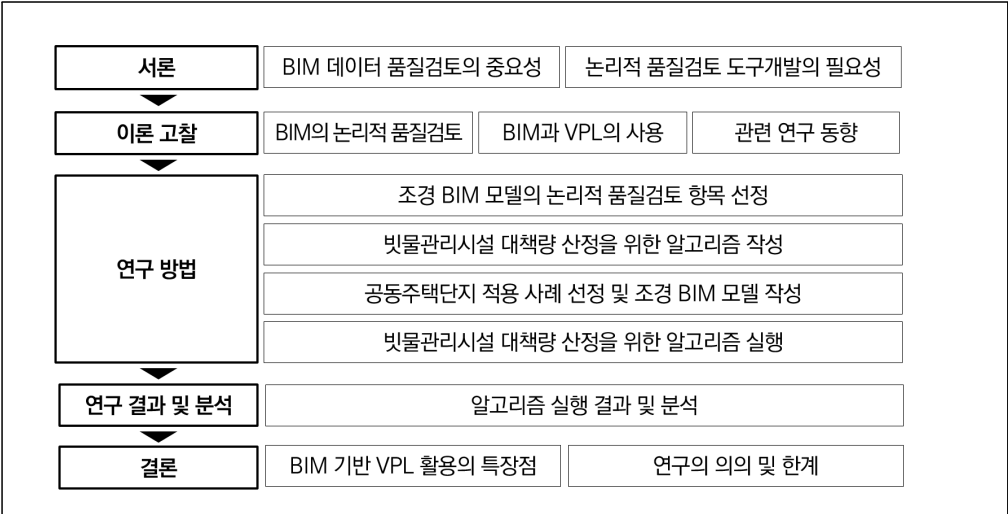 서론
BIM 데이터 품질검토의 중요성
논리적 품질검토 도구개발의 필요성
이론 고찰
BIM의 논리적 품질검토
BIM과 VPL의 사용
관련 연구 동향
연구 방법
조경 BIM 모델의 논리적 품질검토 항목 선정
빗물관리시설 대책량 산정을 위한 알고리즘 작성
공동주택단지 적용 사례 선정 및 조경 BIM 모델 작성
빗물관리시설 대책량 산정을 위한 알고리즘 실행
연구 결과 및 분석
알고리즘 실행 결과 및 분석
결론
BIM 기반 VPL 활용의 특장점
연구의 의의 및 한계